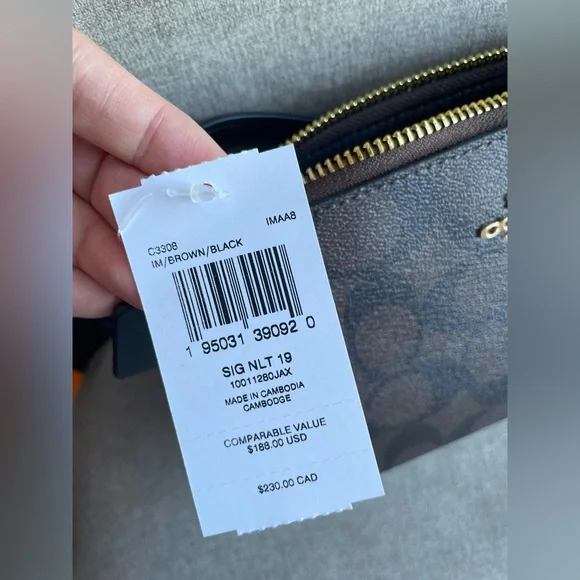 C3308 IMAA8
IM/BROWN/BLACK
1 95031 39092 0
SIG NLT 19
10011280JAX
MADE IN CAMBODIA
CAMBODGE
COMPARABLE VALUE
$188.00 USD
$230.00 CAD